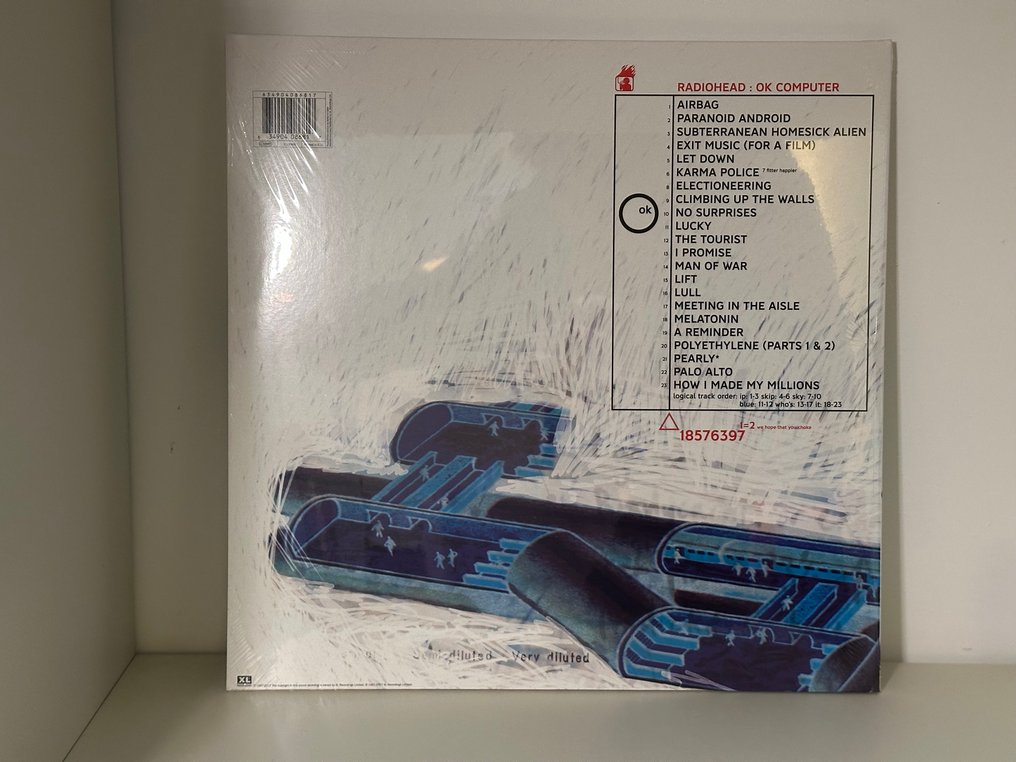 634904086817
RADIOHEAD : OK COMPUTER
1 AIRBAG
2 PARANOID ANDROID
3 SUBTERRANEAN HOMESICK ALIEN
4 EXIT MUSIC (FOR A FILM)
5 LET DOWN
6 KARMA POLICE 7 fitter happier
8 ELECTIONEERING
9 CLIMBING UP THE WALLS
ok
10 NO SURPRISES
11 LUCKY
12 THE TOURIST
13 I PROMISE
14 MAN OF WAR
15 LIFT
16 LULL
17 MEETING IN THE AISLE
18 MELATONIN
19 A REMINDER
20 POLYETHYLENE (PARTS 1 & 2)
21 PEARLY*
22 PALO ALTO
23 HOW I MADE MY MILLIONS
logical track order: ip: 1-3 skip: 4-6 sky: 7-10
blue: 11-12 who's: 13-17 it: 18-23
1=2 we hope that you choke
18576397
Semi diluted Very diluted
XL